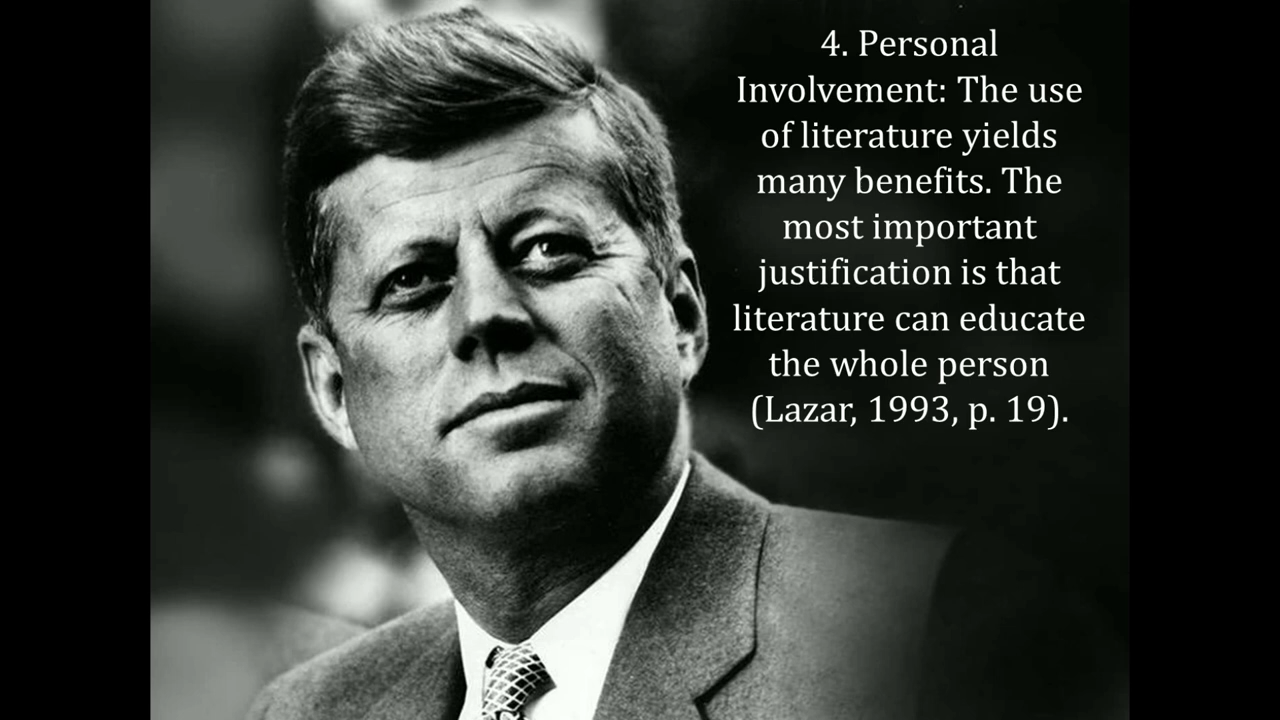 4. Personal
Involvement: The use
of literature yields
many benefits. The
most important
justification is that
literature can educate
the whole person
(Lazar, 1993, p. 19).